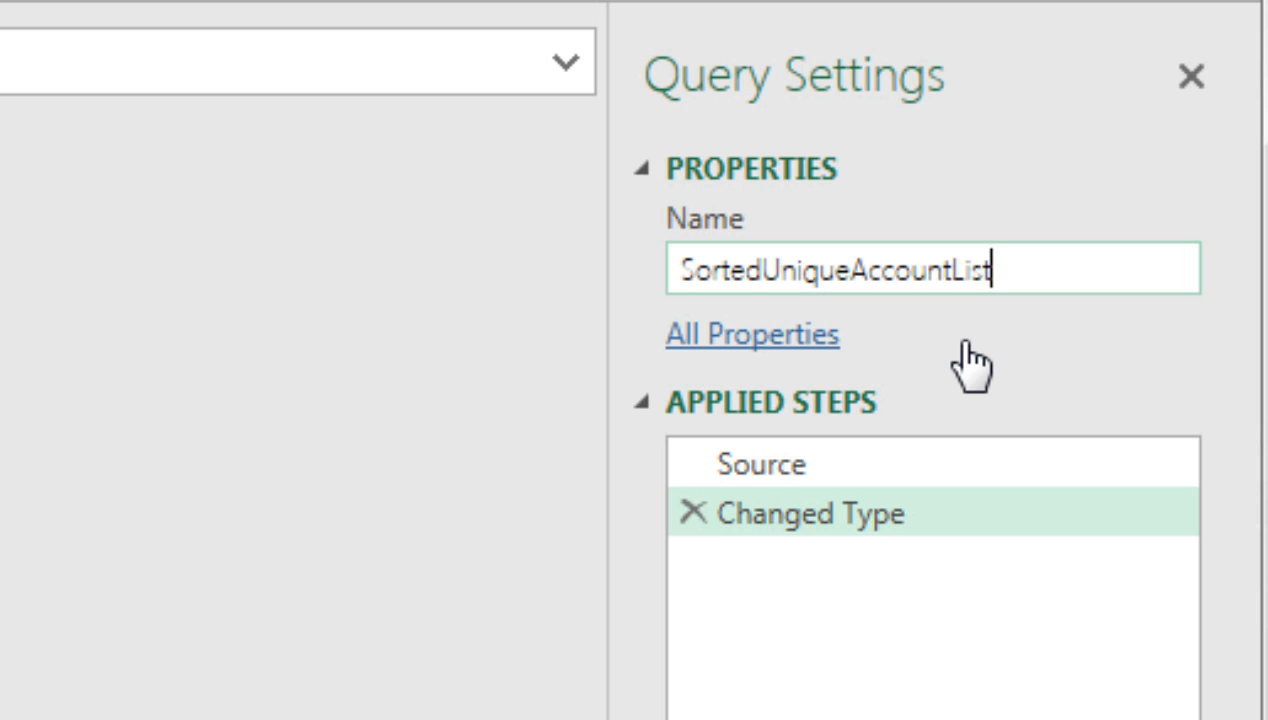 Query Settings
PROPERTIES
Name
SortedUniqueAccountList
All Properties
APPLIED STEPS
Source
Changed Type